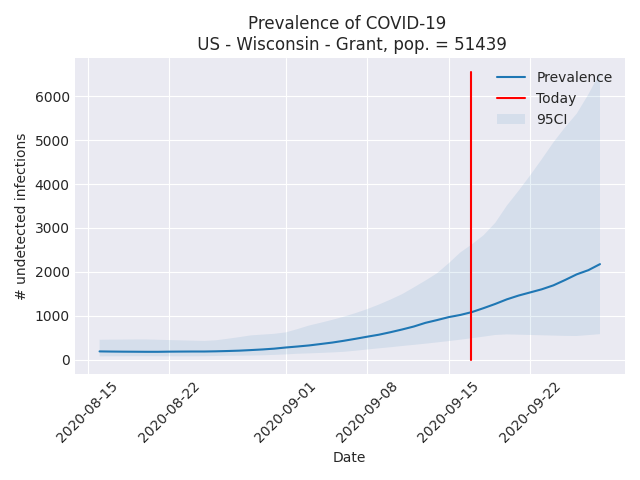 Prevalence of COVID-19
US - Wisconsin - Grant, pop. = 51439
Prevalence
Today
95CI
6000
5000
4000
3000
2000
1000
0
# undetected infections
2020-08-15
2020-08-22
2020-09-01
2020-09-08
2020-09-15
2020-09-22
Date